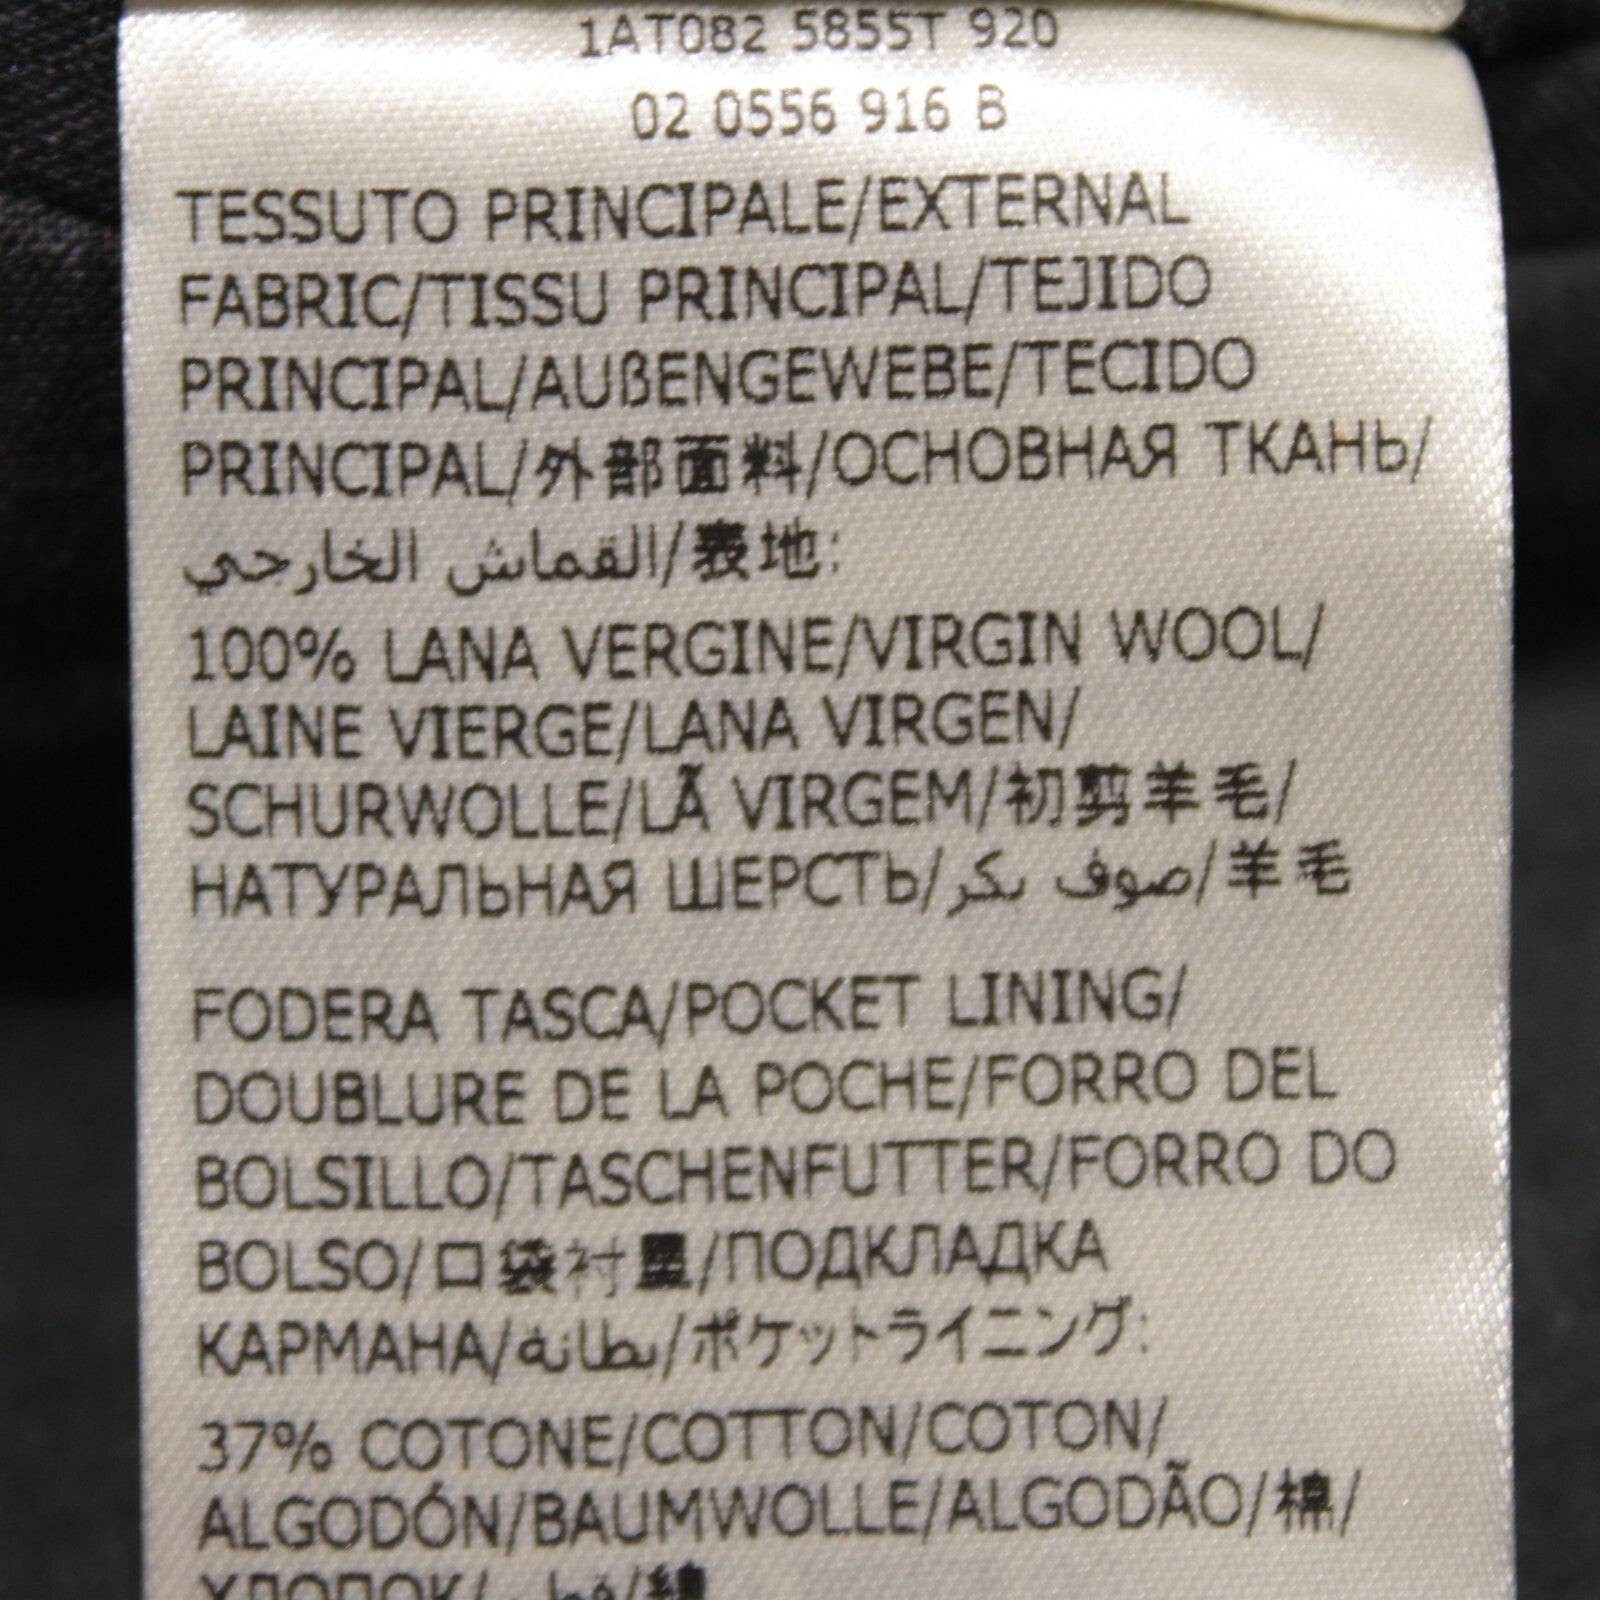 1AT082 5855T 920
02 0556 916 B
TESSUTO PRINCIPALE/EXTERNAL
FABRIC/TISSU PRINCIPAL/TEJIDO
PRINCIPAL/AUßENGEWEBE/TECIDO
PRINCIPAL/外部面料/ОСНОВНАЯ ТКАНЬ/
القماش الخارجي/表地:
100% LANA VERGINE/VIRGIN WOOL/
LAINE VIERGE/LANA VIRGEN/
SCHURWOLLE/LÃ VIRGEM/初剪羊毛/
НАТУРАЛЬНАЯ ШЕРСТЬ/صوف بكر/羊毛
FODERA TASCA/POCKET LINING/
DOUBLURE DE LA POCHE/FORRO DEL
BOLSILLO/TASCHENFUTTER/FORRO DO
BOLSO/口袋衬里/ПОДКЛАДКА
КАРМАНА/بطانة/ポケットライニング:
37% COTONE/COTTON/COTON/
ALGODÓN/BAUMWOLLE/ALGODÃO/棉/
ХЛОПОК/قطن/綿